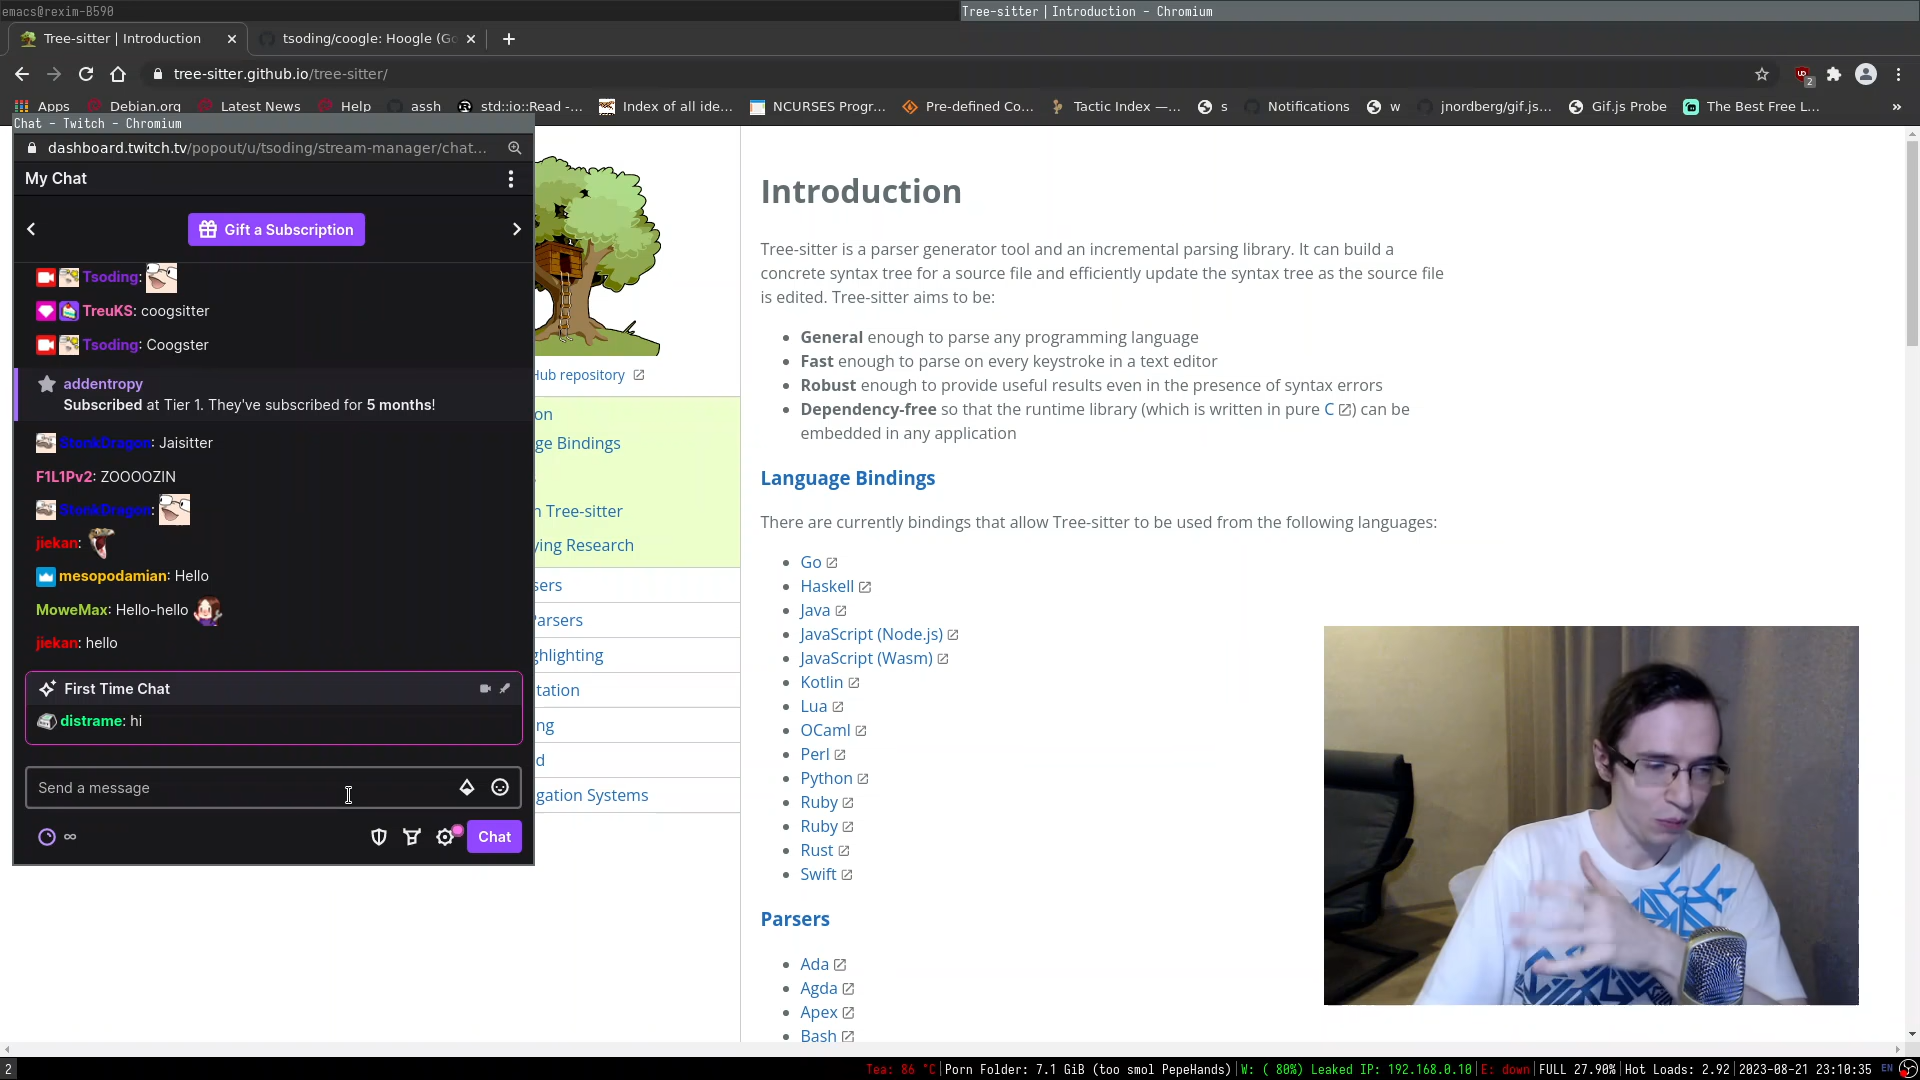 emacs@rexim-B590
Tree-sitter | Introduction - Chromium
Tree-sitter | Introduction
tsoding/coogle: Hoogle (Go
tree-sitter.github.io/tree-sitter/
Apps
Debian.org
Latest News
Help
assh
std::io::Read -...
Index of all ide...
NCURSES Progr...
Pre-defined Co...
Tactic Index —...
s
Notifications
w
jnordberg/gif.js...
Gif.js Probe
The Best Free L...
»
2
Chat - Twitch - Chromium
dashboard.twitch.tv/popout/u/tsoding/stream-manager/chat...
My Chat
Gift a Subscription
Tsoding:
TreuKS: coogsitter
Tsoding: Coogster
addentropy
Subscribed at Tier 1. They've subscribed for 5 months!
StonkDragon: Jaisitter
F1L1Pv2: ZOOOOZIN
StonkDragon:
jiekan:
mesopodamian: Hello
MoweMax: Hello-hello
jiekan: hello
First Time Chat
distrame: hi
Send a message
∞
Chat
Hub repository
on
ge Bindings
n Tree-sitter
ying Research
sers
Parsers
ghlighting
tation
ng
d
gation Systems
Introduction
Tree-sitter is a parser generator tool and an incremental parsing library. It can build a
concrete syntax tree for a source file and efficiently update the syntax tree as the source file
is edited. Tree-sitter aims to be:
General enough to parse any programming language
Fast enough to parse on every keystroke in a text editor
Robust enough to provide useful results even in the presence of syntax errors
Dependency-free so that the runtime library (which is written in pure C) can be
embedded in any application
Language Bindings
There are currently bindings that allow Tree-sitter to be used from the following languages:
Go
Haskell
Java
JavaScript (Node.js)
JavaScript (Wasm)
Kotlin
Lua
OCaml
Perl
Python
Ruby
Ruby
Rust
Swift
Parsers
Ada
Agda
Apex
Bash
2
Tea: 86 °C|Porn Folder: 7.1 GiB (too smol PepeHands)|W: ( 80%) Leaked IP: 192.168.0.10|E: down|FULL 27.90%|Hot Loads: 2.92|2023-08-21 23:10:35 EN